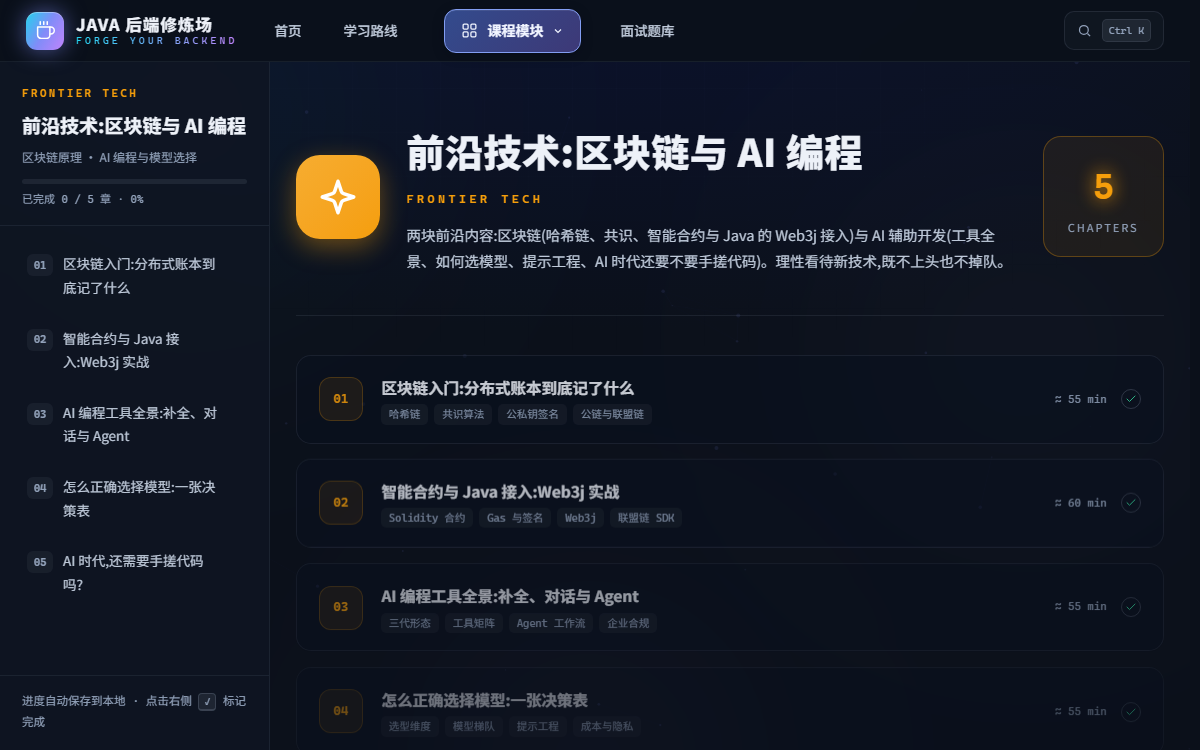 JAVA 后端修炼场
FORGE YOUR BACKEND
首页
学习路线
课程模块
面试题库
Ctrl K
FRONTIER TECH
前沿技术:区块链与 AI 编程
区块链原理 · AI 编程与模型选择
已完成 0 / 5 章 · 0%
01
区块链入门:分布式账本到
底记了什么
02
智能合约与 Java 接
入:Web3j 实战
03
AI 编程工具全景:补全、对
话与 Agent
04
怎么正确选择模型:一张决
策表
05
AI 时代,还需要手搓代码
吗?
进度自动保存到本地 · 点击右侧 ✓ 标记
完成
前沿技术:区块链与 AI 编程
FRONTIER TECH
两块前沿内容:区块链(哈希链、共识、智能合约与 Java 的 Web3j 接入)与 AI 辅助开发(工具全
景、如何选模型、提示工程、AI 时代还要不要手搓代码)。理性看待新技术,既不上头也不掉队。
5
CHAPTERS
01
区块链入门:分布式账本到底记了什么
哈希链 共识算法 公私钥签名 公链与联盟链
≈ 55 min
02
智能合约与 Java 接入:Web3j 实战
Solidity 合约 Gas 与签名 Web3j 联盟链 SDK
≈ 60 min
03
AI 编程工具全景:补全、对话与 Agent
三代形态 工具矩阵 Agent 工作流 企业合规
≈ 55 min
04
怎么正确选择模型:一张决策表
选型维度 模型梯队 提示工程 成本与隐私
≈ 55 min